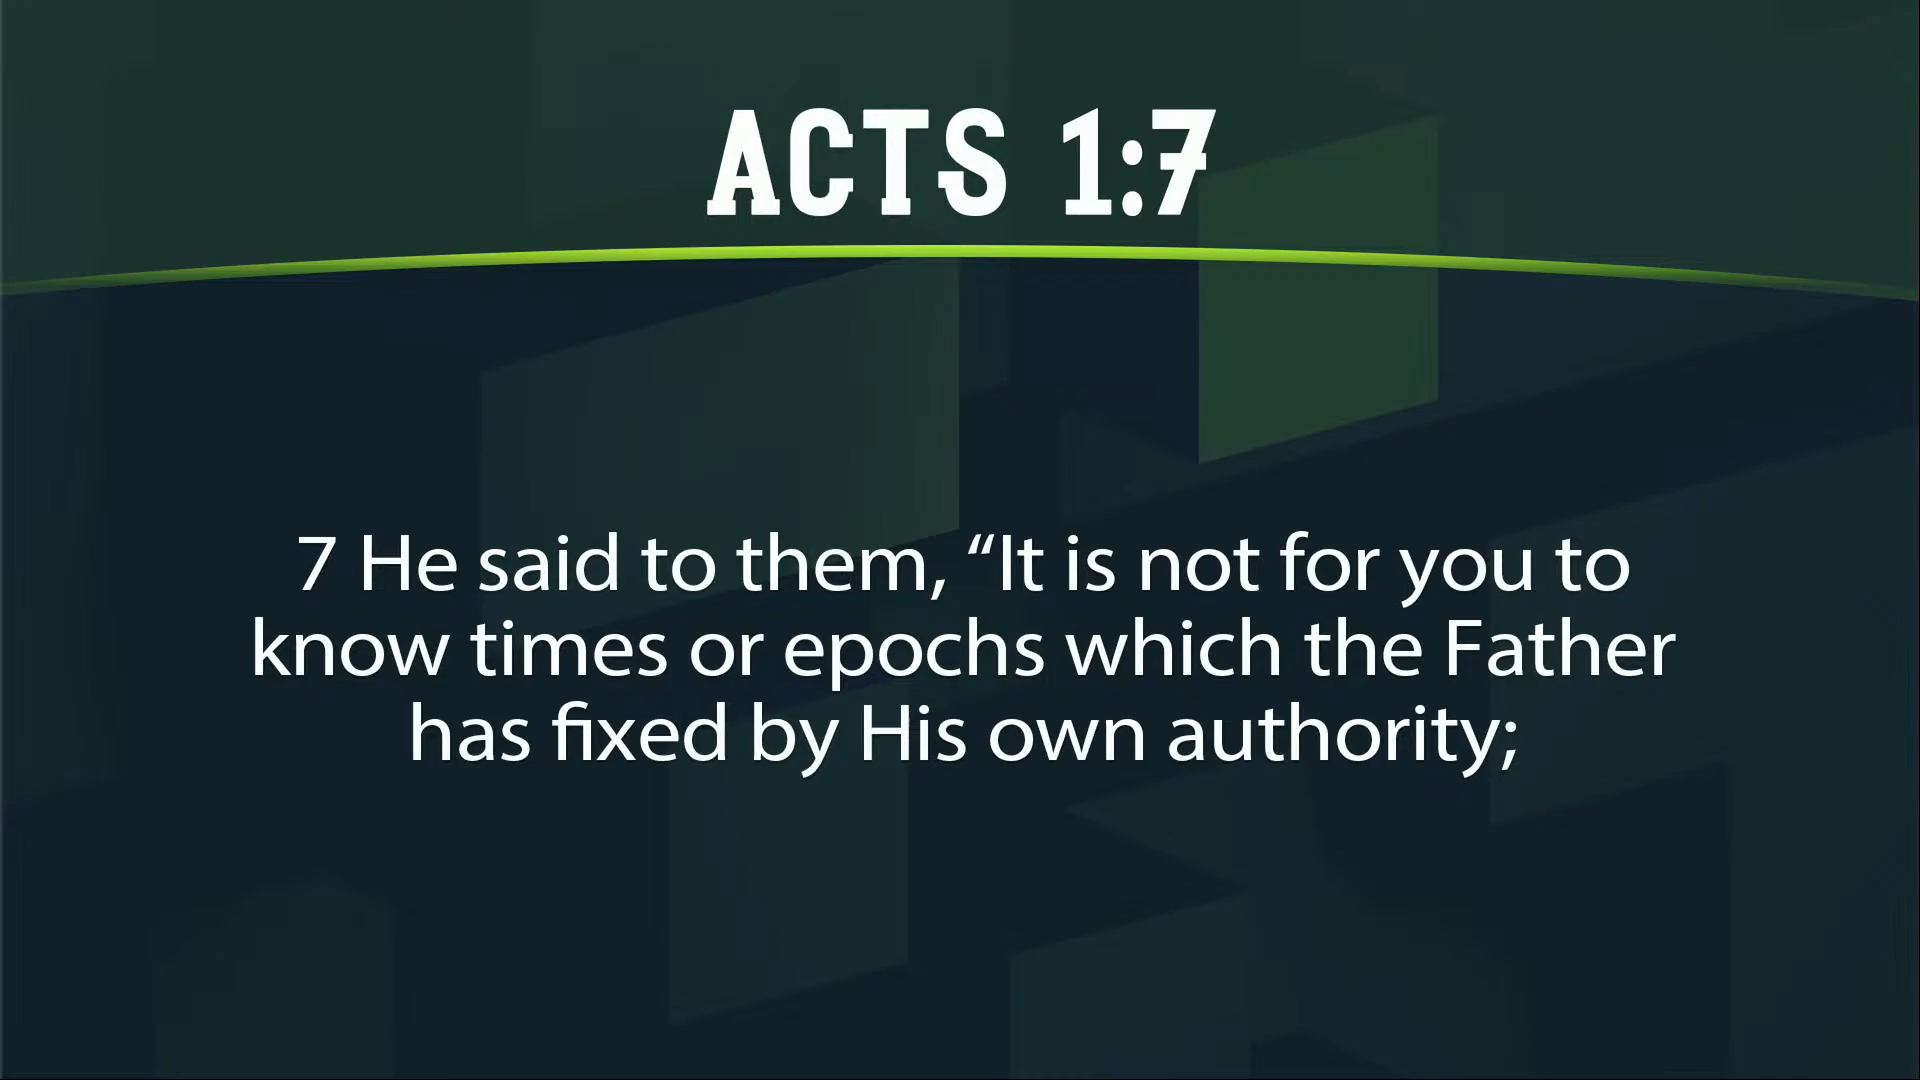 ACTS 1:7
7 He said to them, “It is not for you to
know times or epochs which the Father
has fixed by His own authority;